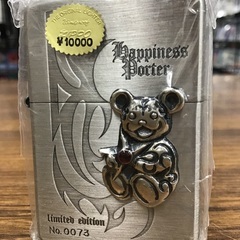 ¥10000
Happiness
Porter
limited edition
No. 0073